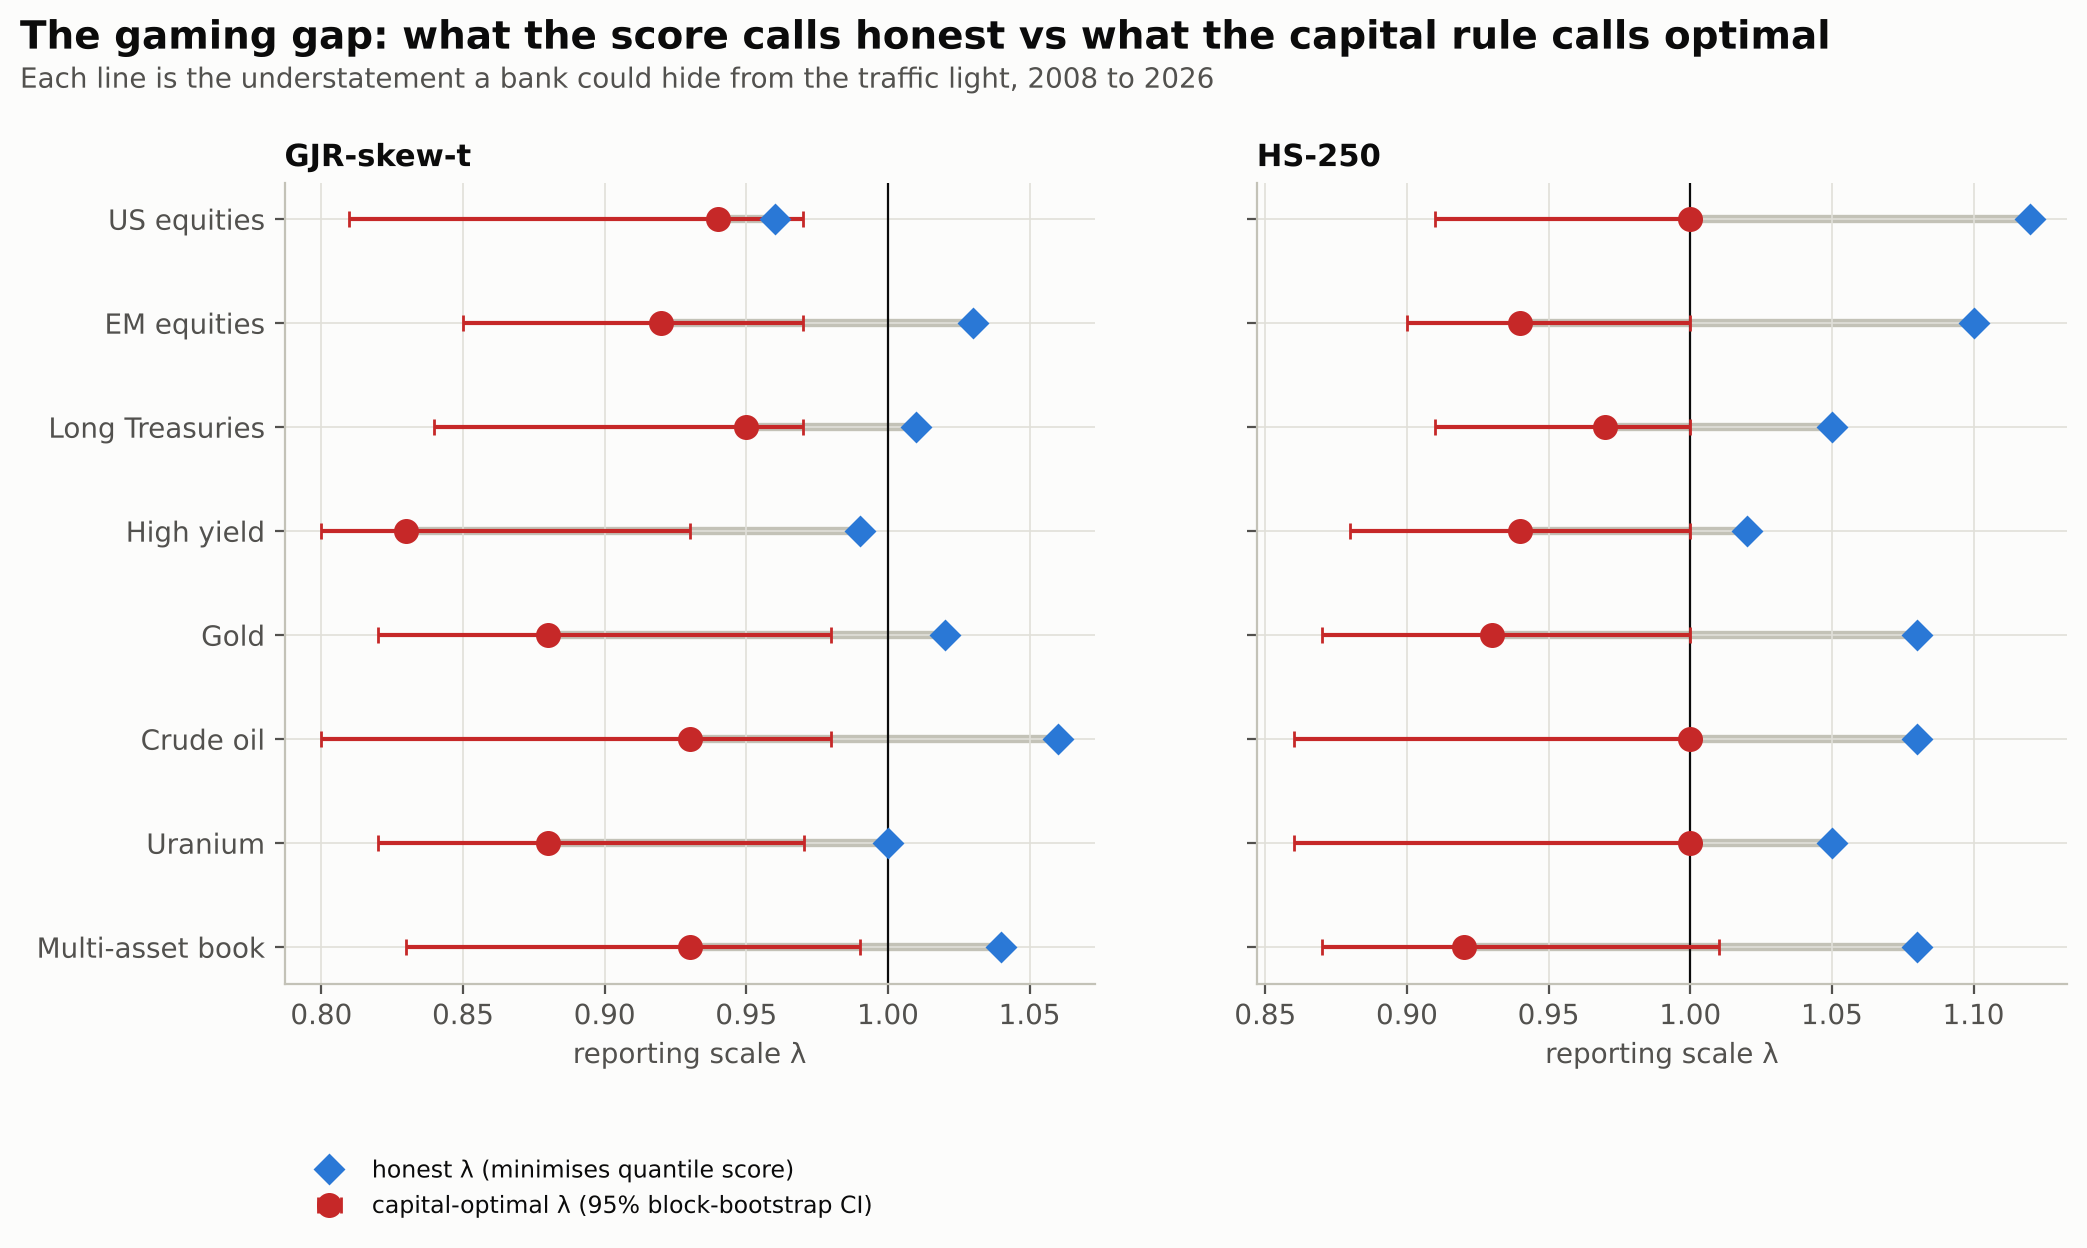 The gaming gap: what the score calls honest vs what the capital rule calls optimal
Each line is the understatement a bank could hide from the traffic light, 2008 to 2026
GJR-skew-t
US equities
EM equities
Long Treasuries
High yield
Gold
Crude oil
Uranium
Multi-asset book
0.80 0.85 0.90 0.95 1.00 1.05
reporting scale λ
HS-250
0.85 0.90 0.95 1.00 1.05 1.10
reporting scale λ
honest λ (minimises quantile score)
capital-optimal λ (95% block-bootstrap CI)